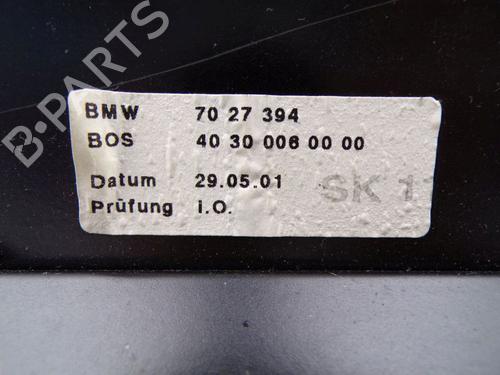 B-PARTS
BMW 70 27 394
BOS 40 30 006 00 00
Datum 29.05.01
Prüfung i.O.
SK 1